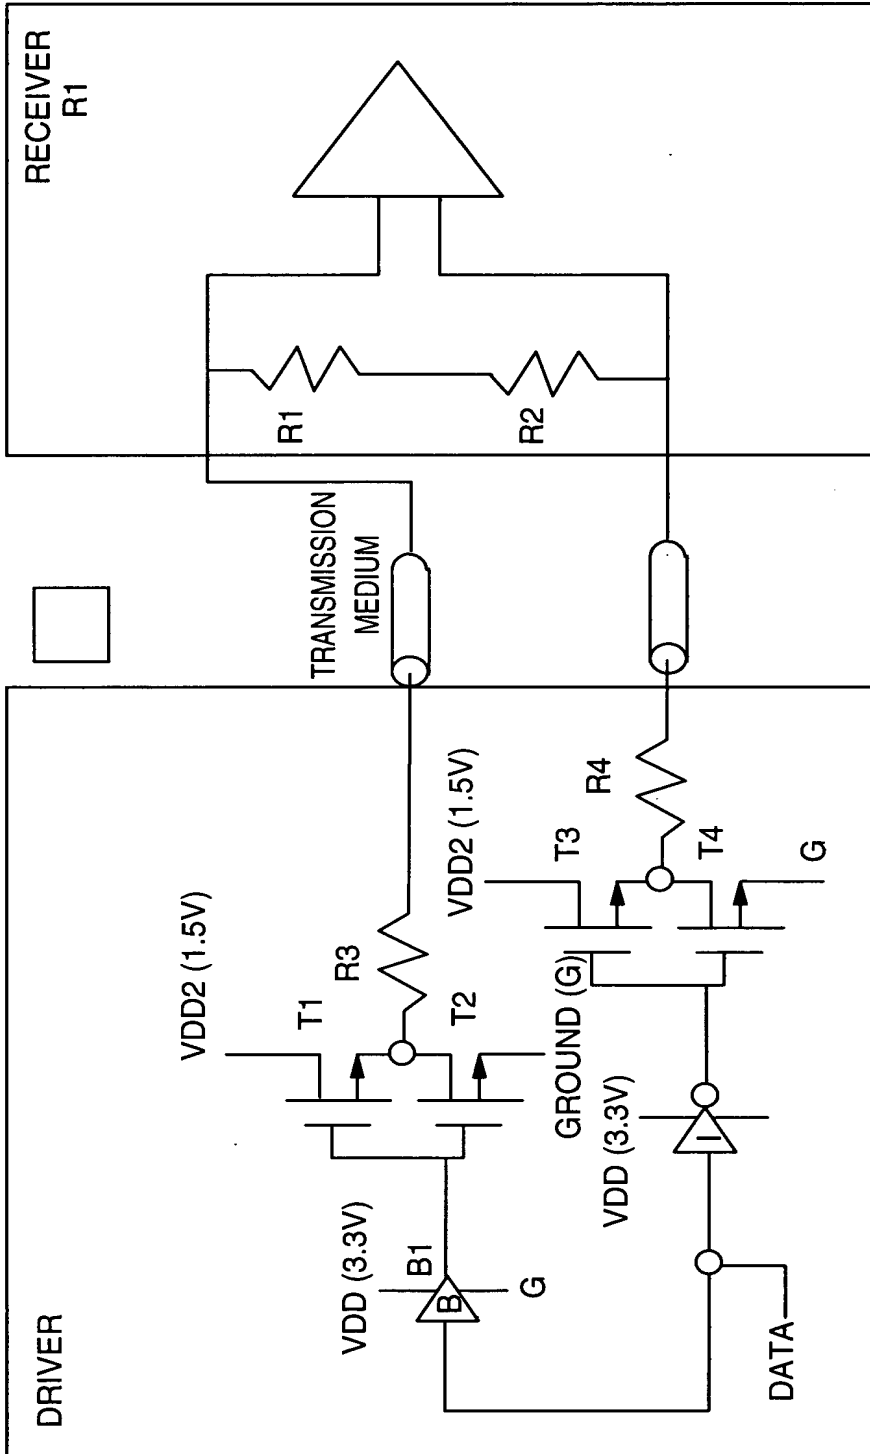 DRIVER
RECEIVER
R1
VDD2 (1.5V)
T1
R3
T2
TRANSMISSION
MEDIUM
R1
R2
VDD (3.3V)
B1
B
G
GROUND (G)
VDD2 (1.5V)
T3
R4
T4
G
VDD (3.3V)
I
DATA